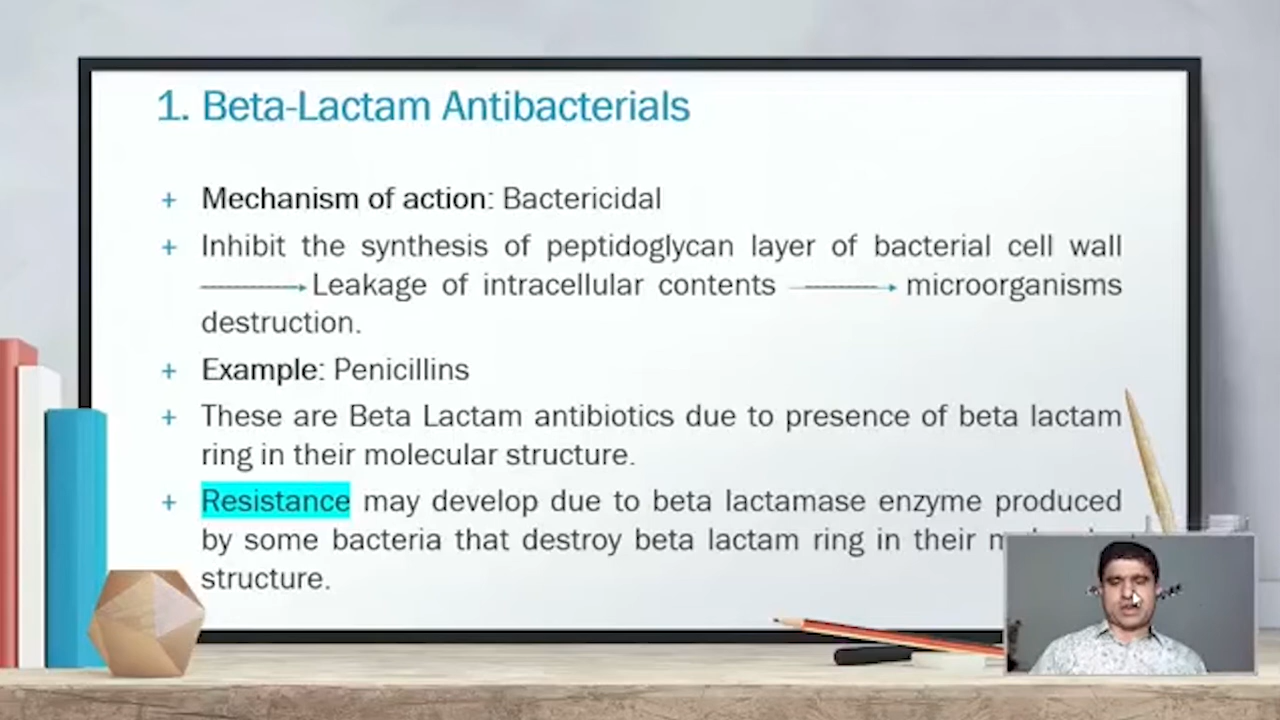 1. Beta-Lactam Antibacterials
+ Mechanism of action: Bactericidal
+ Inhibit the synthesis of peptidoglycan layer of bacterial cell wall
→ Leakage of intracellular contents → microorganisms
destruction.
+ Example: Penicillins
+ These are Beta Lactam antibiotics due to presence of beta lactam
ring in their molecular structure.
+ Resistance may develop due to beta lactamase enzyme produced
by some bacteria that destroy beta lactam ring in their
structure.